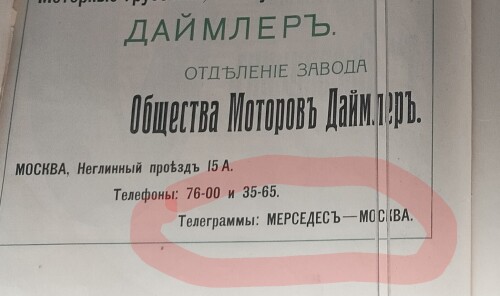 ДАЙМЛЕРЪ.
ОТДѢЛЕНІЕ ЗАВОДА
Общества Моторовъ Даймлеръ.
МОСКВА, Неглинный проѣздъ 15 А.
Телефоны: 76-00 и 35-65.
Телеграммы: МЕРСЕДЕСЪ—МОСКВА.